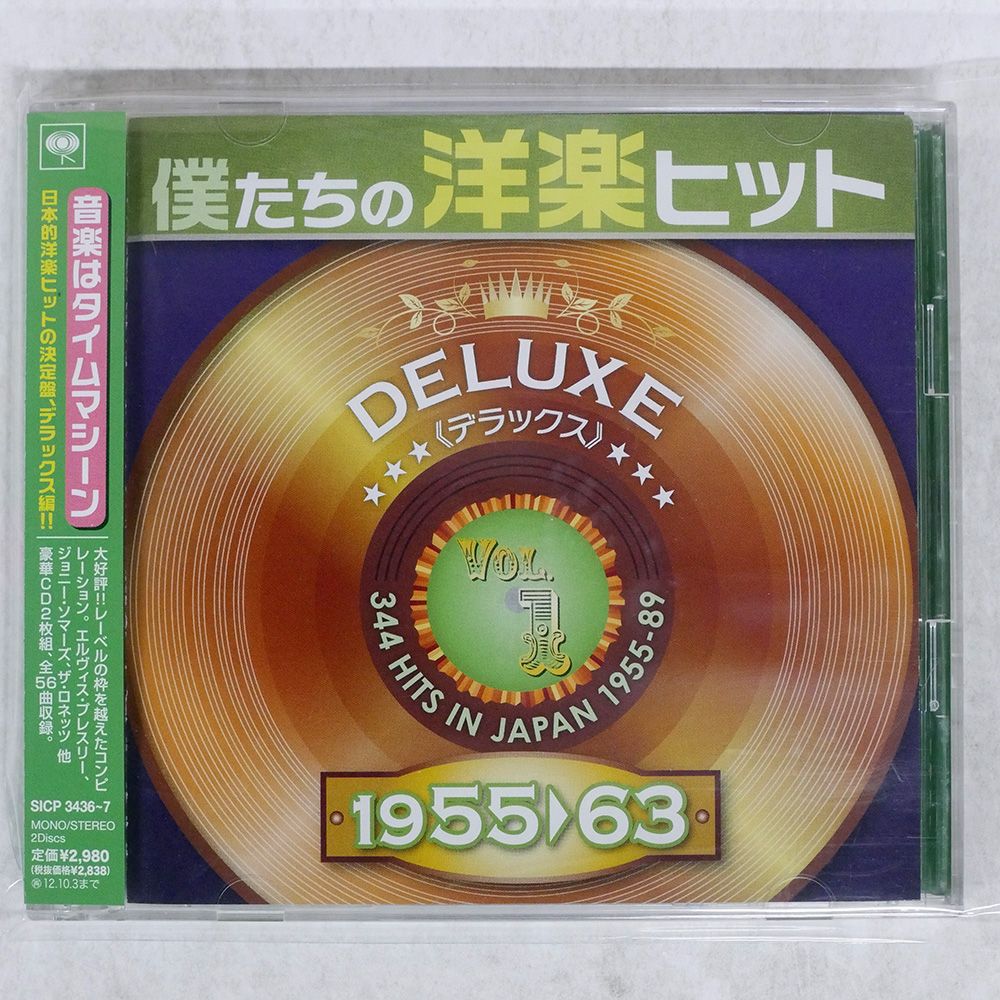 僕たちの洋楽ヒット
DELUXE
《デラックス》
VOL.
1
344 HITS IN JAPAN 1955-89
1955▶63
音楽はタイムマシーン
日本的洋楽ヒットの決定盤、デラックス編!!
大好評!!レーベルの枠を越えたコンピ
レーション。エルヴィス・プレスリー、
ジョニー・ソマーズ、ザ・ロネッツ 他
豪華CD2枚組、全56曲収録。
SICP 3436~7
MONO/STEREO
2Discs
定価¥2,980
(税抜価格¥2,838)
㋐12.10.3まで